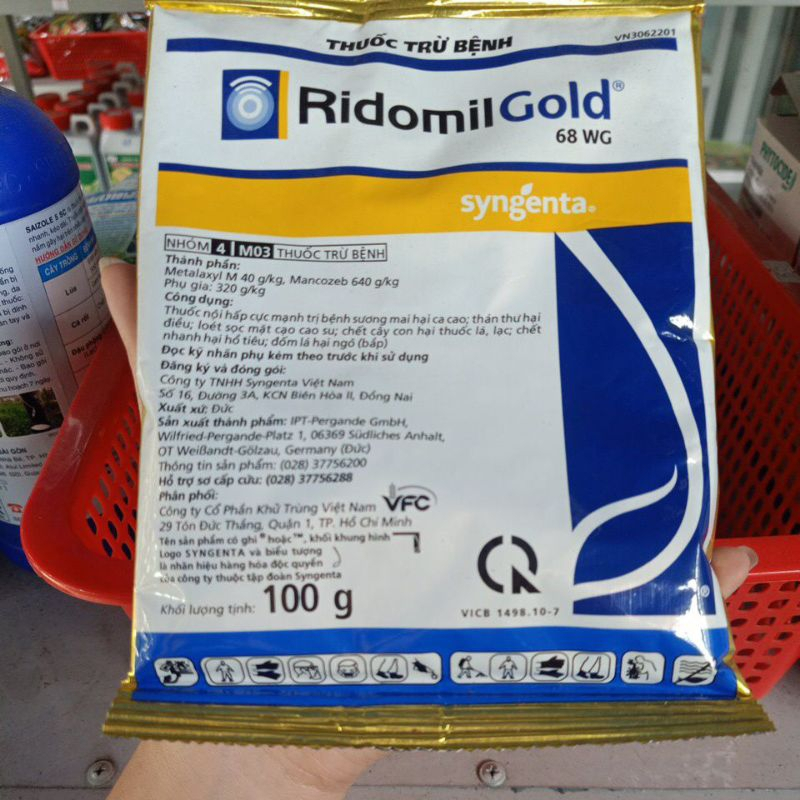 THUỐC TRỪ BỆNH
VN3062201
RidomilGold®
68 WG
syngenta®
NHÓM 4 M03 THUỐC TRỪ BỆNH
Thành phần:
Metalaxyl M 40 g/kg, Mancozeb 640 g/kg
Phụ gia: 320 g/kg
Công dụng:
Thuốc nội hấp cực mạnh trị bệnh sương mai hại ca cao; thán thư hại
điều; loét sọc mặt cạo cao su; chết cây con hại thuốc lá, lạc; chết
nhanh hại hồ tiêu; đốm lá hại ngô (bắp)
Đọc kỹ nhãn phụ kèm theo trước khi sử dụng
Đăng ký và đóng gói:
Công ty TNHH Syngenta Việt Nam
Số 16, Đường 3A, KCN Biên Hòa II, Đồng Nai
Xuất xứ: Đức
Sản xuất thành phẩm: IPT-Pergande GmbH,
Wilfried-Pergande-Platz 1, 06369 Südliches Anhalt,
OT Weißandt-Gölzau, Germany (Đức)
Thông tin sản phẩm: (028) 37756200
Hỗ trợ sơ cấp cứu: (028) 37756288
Phân phối:
Công ty Cổ Phần Khử Trùng Việt Nam VFC
29 Tôn Đức Thắng, Quận 1, TP. Hồ Chí Minh
Tên sản phẩm có ghi ® hoặc ™, khối khung hình
Logo SYNGENTA và biểu tượng
là nhãn hiệu hàng hóa độc quyền
của công ty thuộc tập đoàn Syngenta
Khối lượng tịnh: 100 g
VICB 1498.10-7
®
SAIZOLE 5 SC
CÂY TRỒNG
Lúa
Cà rốt
PHYTOCIDE